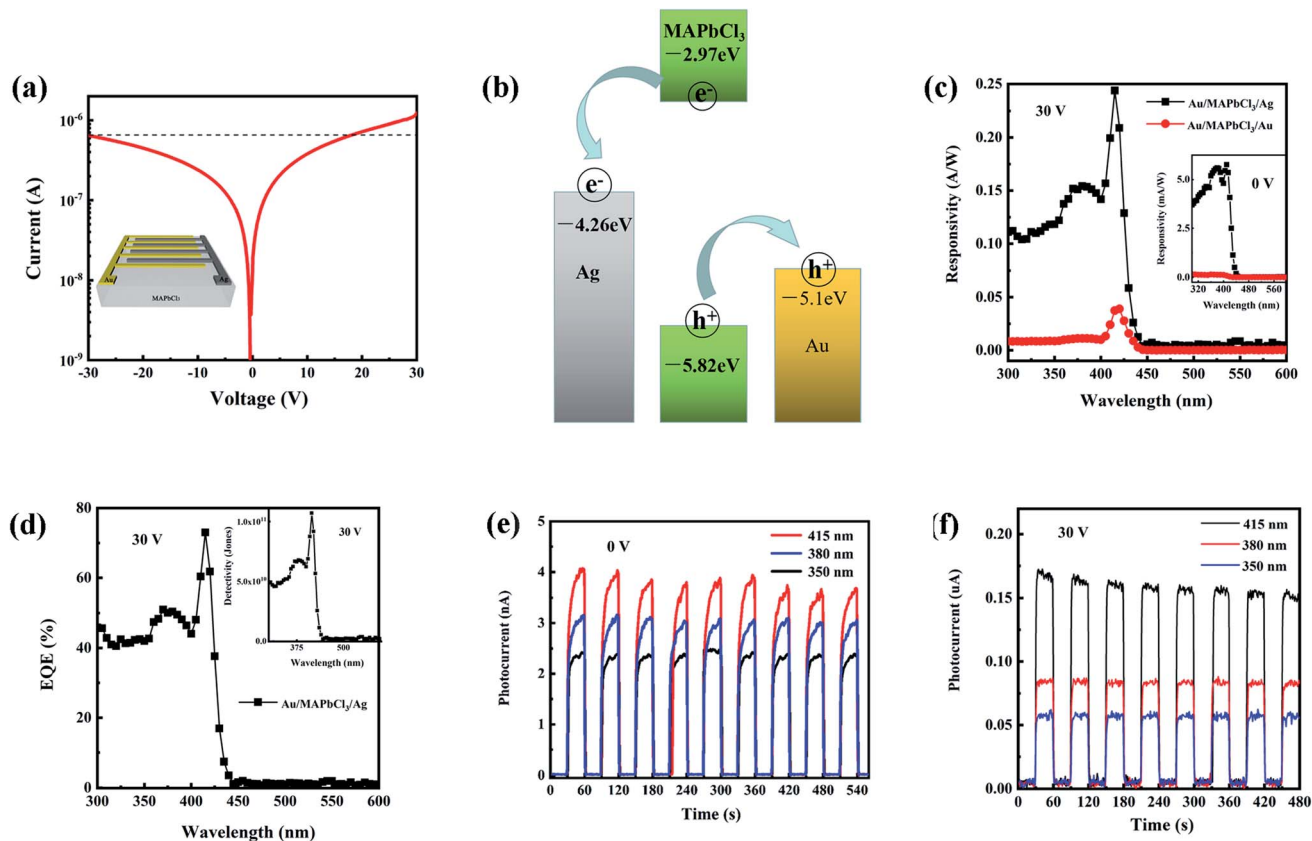 (a)
Current (A)
10⁻⁶
10⁻⁷
10⁻⁸
10⁻⁹
Au
Ag
MAPbCl
-30 -20 -10 0 10 20 30
Voltage (V)
(b)
MAPbCl₃
−2.97eV
e⁻
e⁻
−4.26eV
Ag
h⁺
−5.82eV
h⁺
−5.1eV
Au
(c)
Responsivity (A/W)
0.25
0.20
0.15
0.10
0.05
0.00
30 V
Au/MAPbCl₃/Ag
Au/MAPbCl₃/Au
Responsivity (mA/W)
5.0
2.5
0.0
0 V
320 400 480 560
Wavelength (nm)
300 350 400 450 500 550 600
Wavelength (nm)
(d)
EQE (%)
80
60
40
20
0
30 V
Detectivity (Jones)
1.0x10¹¹
5.0x10¹⁰
0.0
30 V
375 500
Wavelength (nm)
Au/MAPbCl₃/Ag
300 350 400 450 500 550 600
Wavelength (nm)
(e)
Photocurrent (nA)
5
4
3
2
1
0
0 V
415 nm
380 nm
350 nm
0 60 120 180 240 300 360 420 480 540
Time (s)
(f)
Photocurrent (uA)
0.20
0.15
0.10
0.05
0.00
30 V
415 nm
380 nm
350 nm
0 60 120 180 240 300 360 420 480
Time (s)